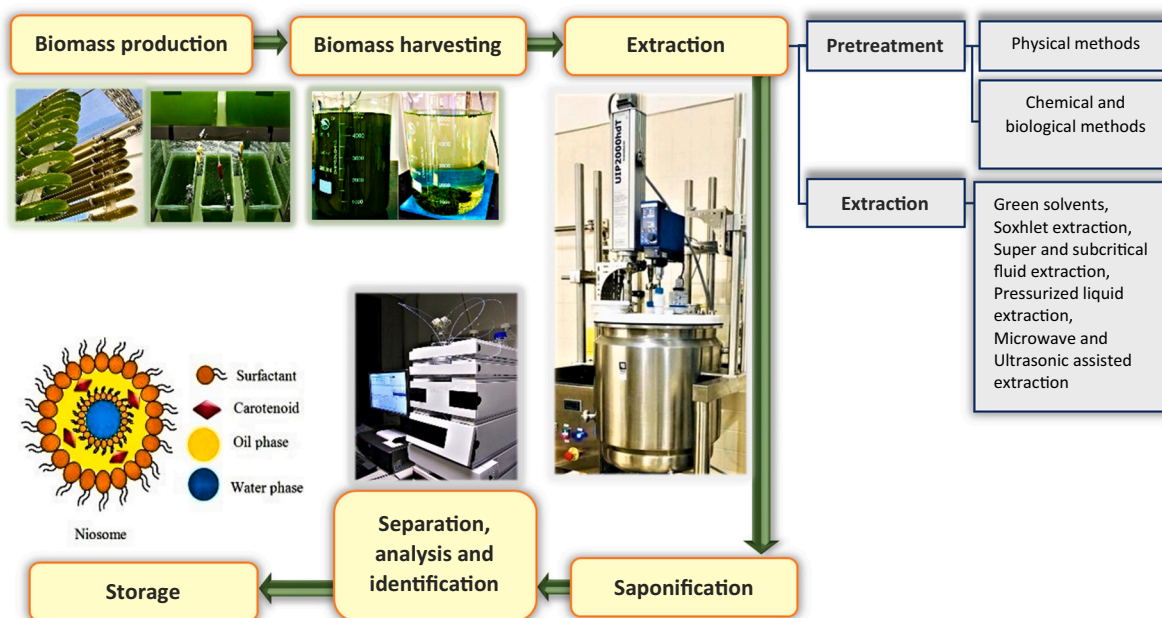 Biomass production
Biomass harvesting
Extraction
Pretreatment
Physical methods
Chemical and
biological methods
Extraction
Green solvents,
Soxhlet extraction,
Super and subcritical
fluid extraction,
Pressurized liquid
extraction,
Microwave and
Ultrasonic assisted
extraction
UIP2000hdT
Surfactant
Carotenoid
Oil phase
Water phase
Niosome
Separation,
analysis and
identification
Saponification
Storage